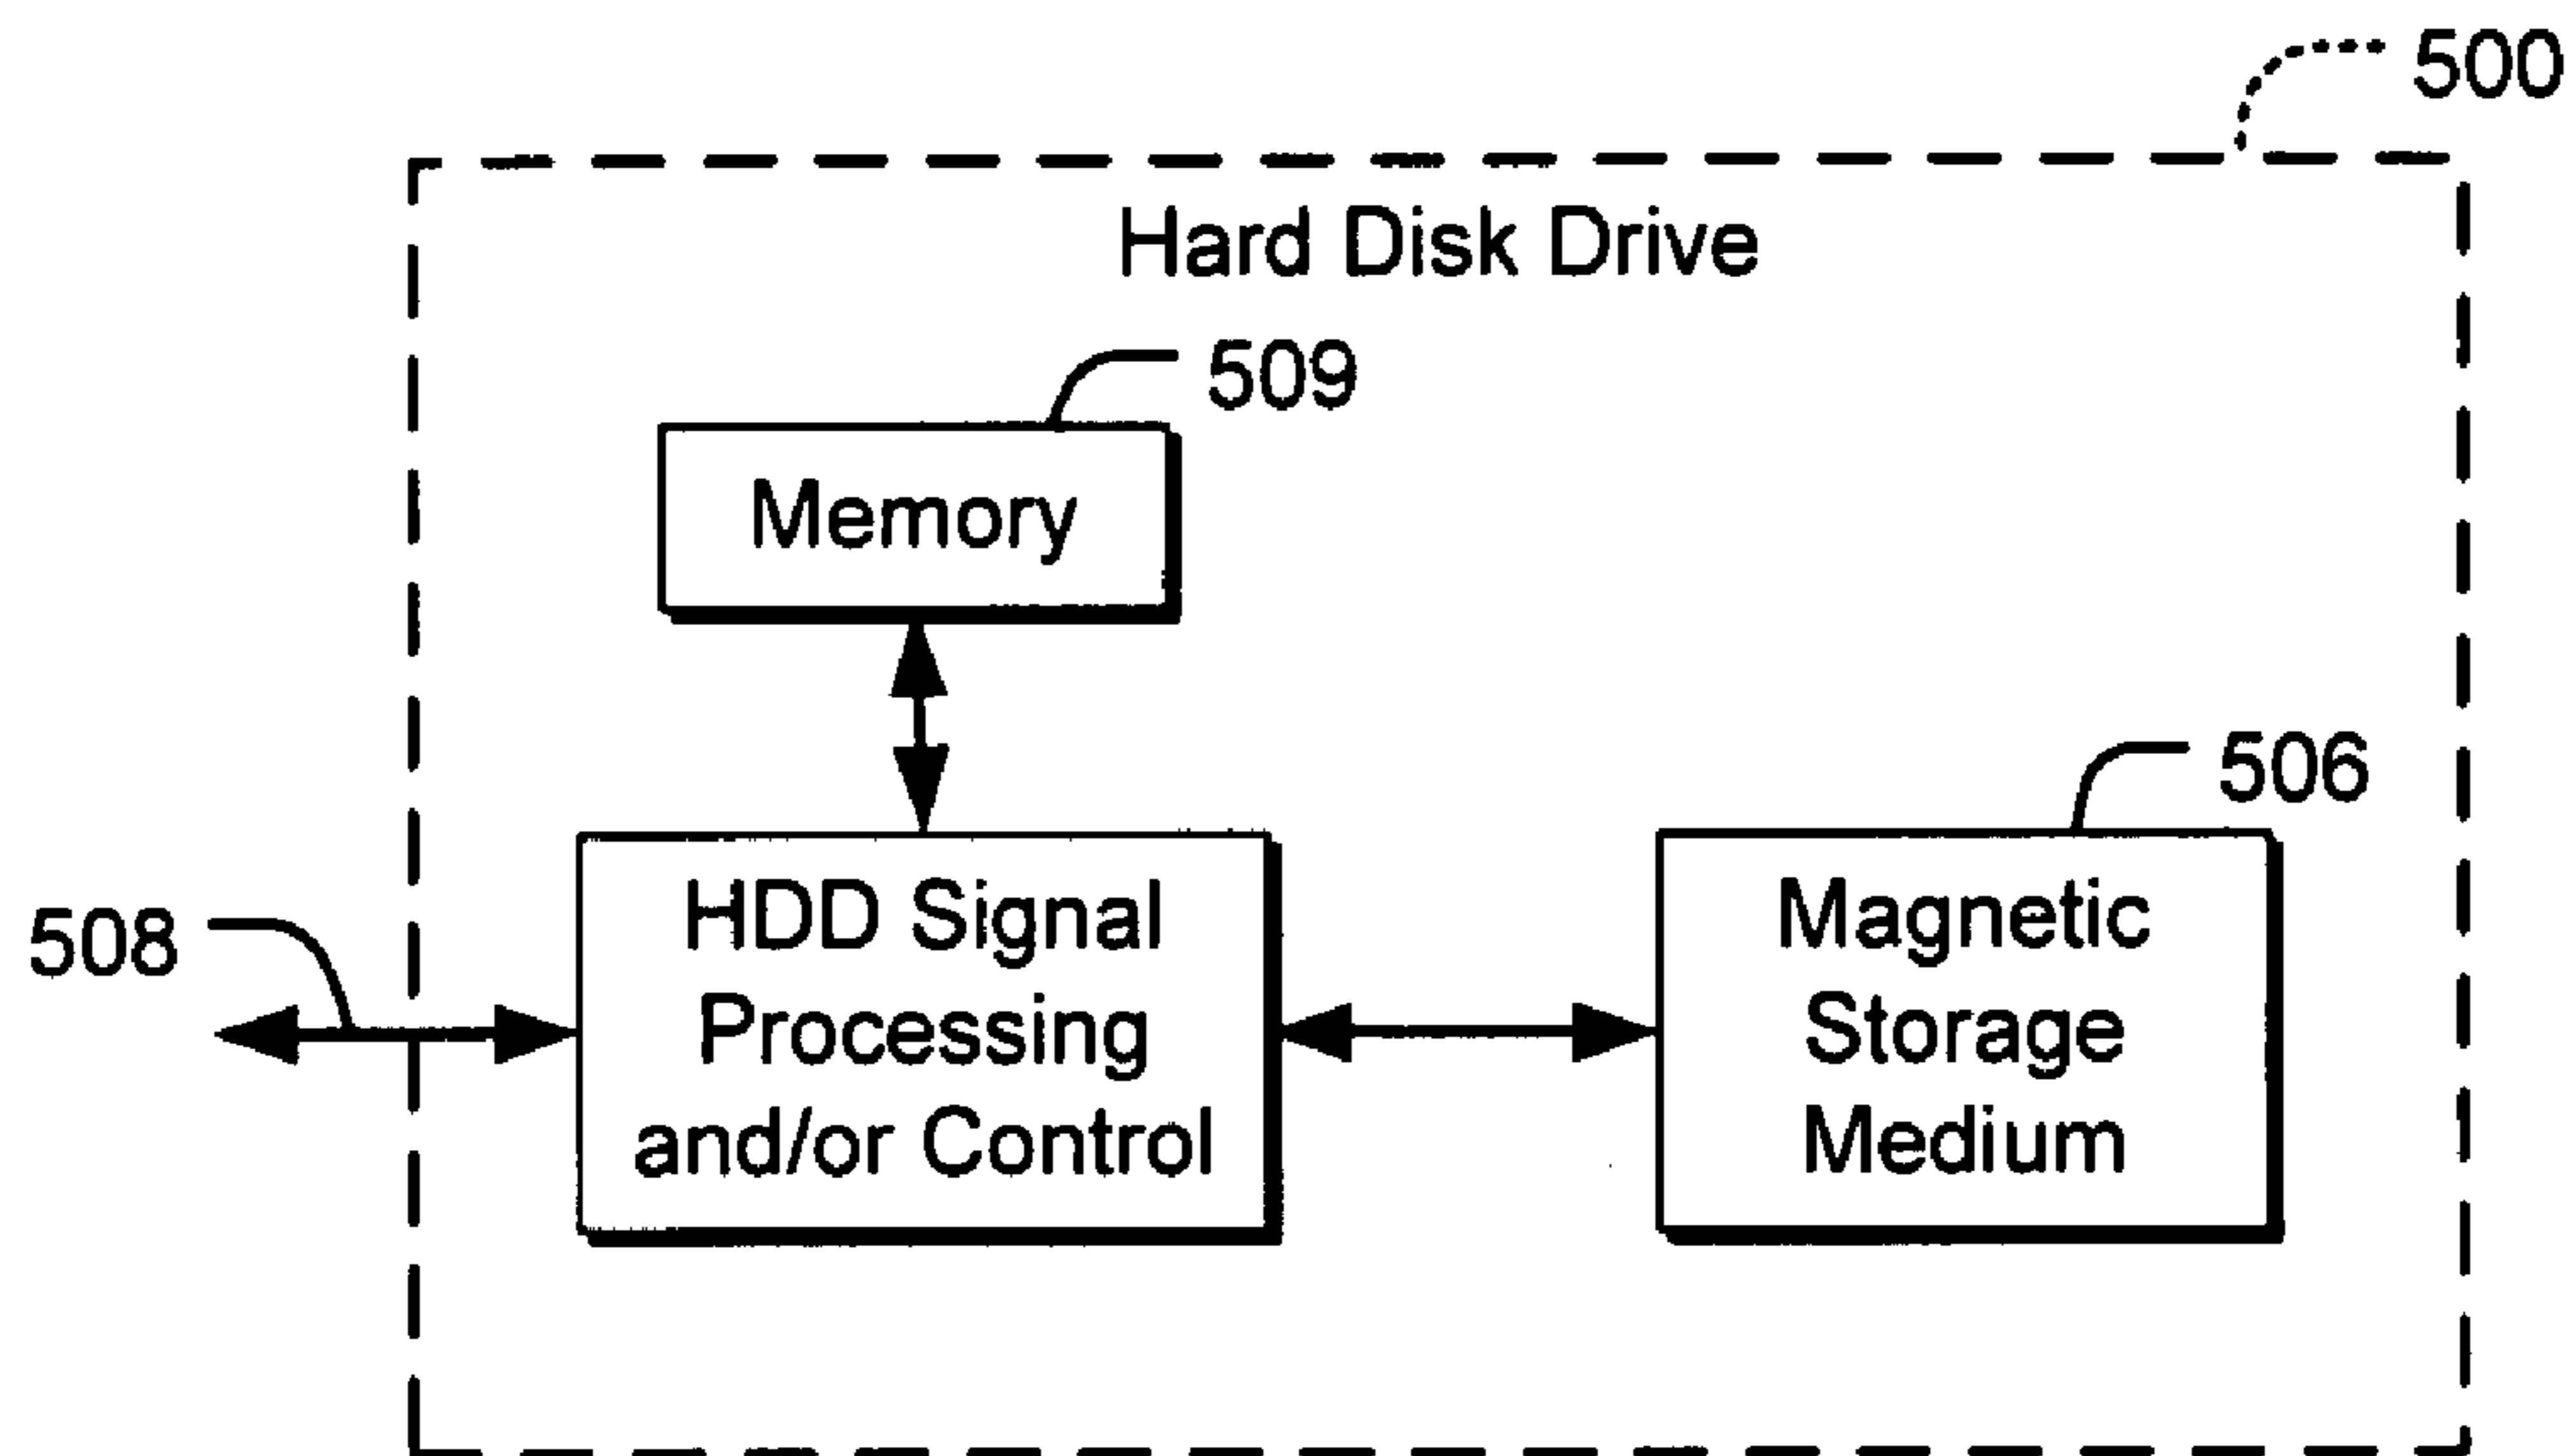 500
Hard Disk Drive
509
Memory
506
508
HDD Signal
Processing
and/or Control
Magnetic
Storage
Medium